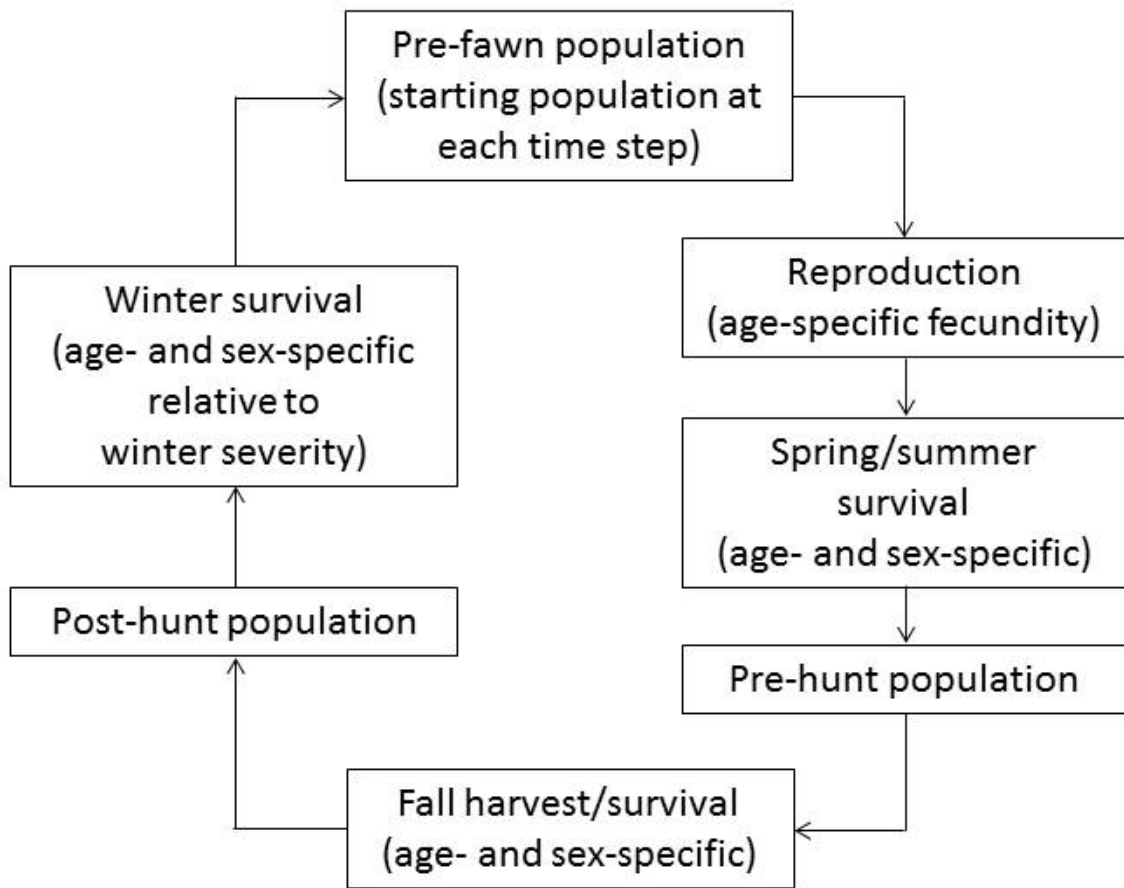 Pre-fawn population
(starting population at
each time step)
Reproduction
(age-specific fecundity)
Spring/summer
survival
(age- and sex-specific)
Pre-hunt population
Fall harvest/survival
(age- and sex-specific)
Post-hunt population
Winter survival
(age- and sex-specific
relative to
winter severity)